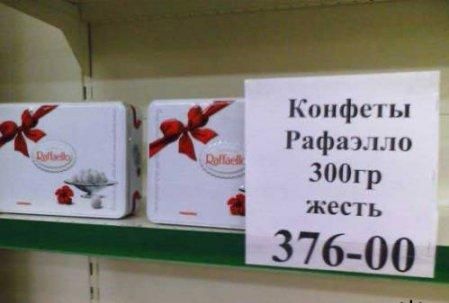 Raffaello
Raffaello
Конфеты
Рафаэлло
300гр
жесть
376-00